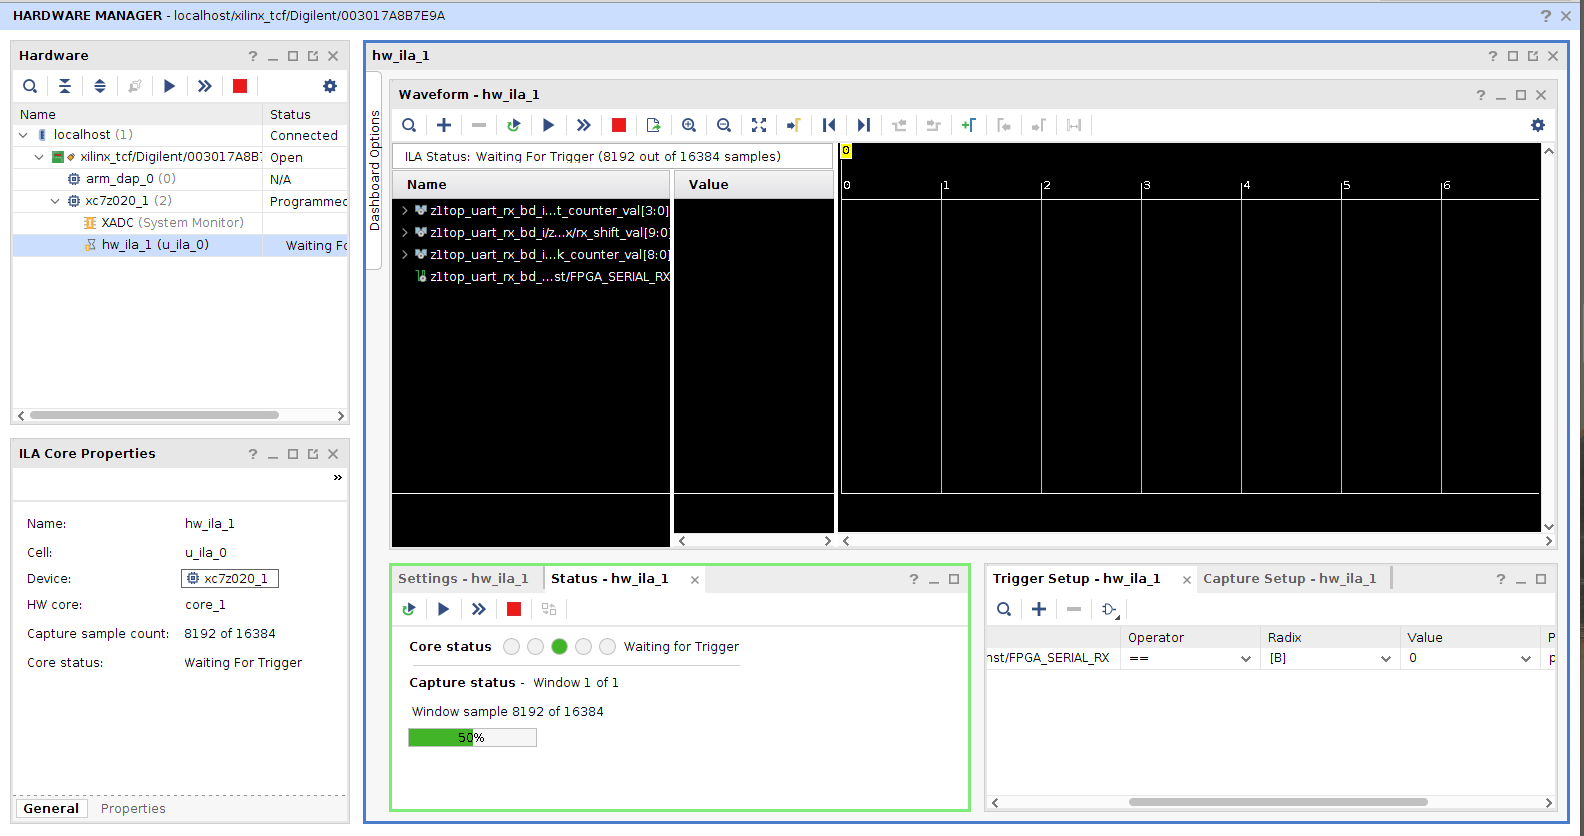 HARDWARE MANAGER - localhost/xilinx_tcf/Digilent/003017A8B7E9A
Hardware
Name Status
localhost (1) Connected
xilinx_tcf/Digilent/003017A8B7 Open
arm_dap_0 (0) N/A
xc7z020_1 (2) Programmed
XADC (System Monitor)
hw_ila_1 (u_ila_0) Waiting Fo
ILA Core Properties
Name: hw_ila_1
Cell: u_ila_0
Device: xc7z020_1
HW core: core_1
Capture sample count: 8192 of 16384
Core status: Waiting For Trigger
General Properties
hw_ila_1
Dashboard Options
Waveform - hw_ila_1
ILA Status: Waiting For Trigger (8192 out of 16384 samples)
Name Value
z1top_uart_rx_bd_i...t_counter_val[3:0]
z1top_uart_rx_bd_i/z...x/rx_shift_val[9:0]
z1top_uart_rx_bd_i...k_counter_val[8:0]
z1top_uart_rx_bd_...st/FPGA_SERIAL_RX
0
0 1 2 3 4 5 6
Settings - hw_ila_1 Status - hw_ila_1
Core status Waiting for Trigger
Capture status - Window 1 of 1
Window sample 8192 of 16384
50%
Trigger Setup - hw_ila_1 Capture Setup - hw_ila_1
Operator Radix Value P
nst/FPGA_SERIAL_RX == [B] 0 p